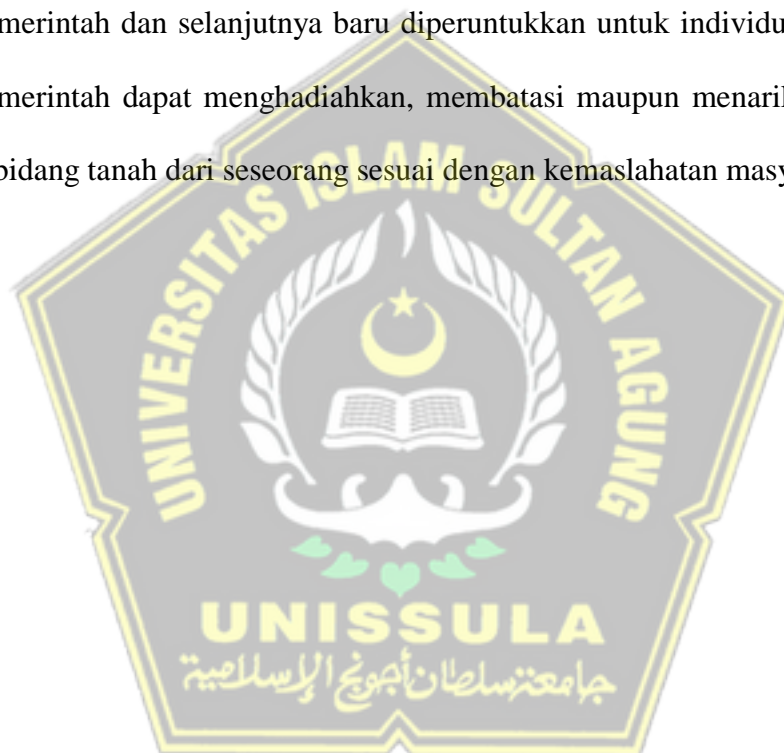 merintah dan selanjutnya baru diperuntukkan untuk individu
merintah dapat menghadiahkan, membatasi maupun menaril
bidang tanah dari seseorang sesuai dengan kemaslahatan masy
UNIVERSITAS ISLAM SULTAN AGUNG
UNISSULA
جامعة سلطان أجونج الإسلامية